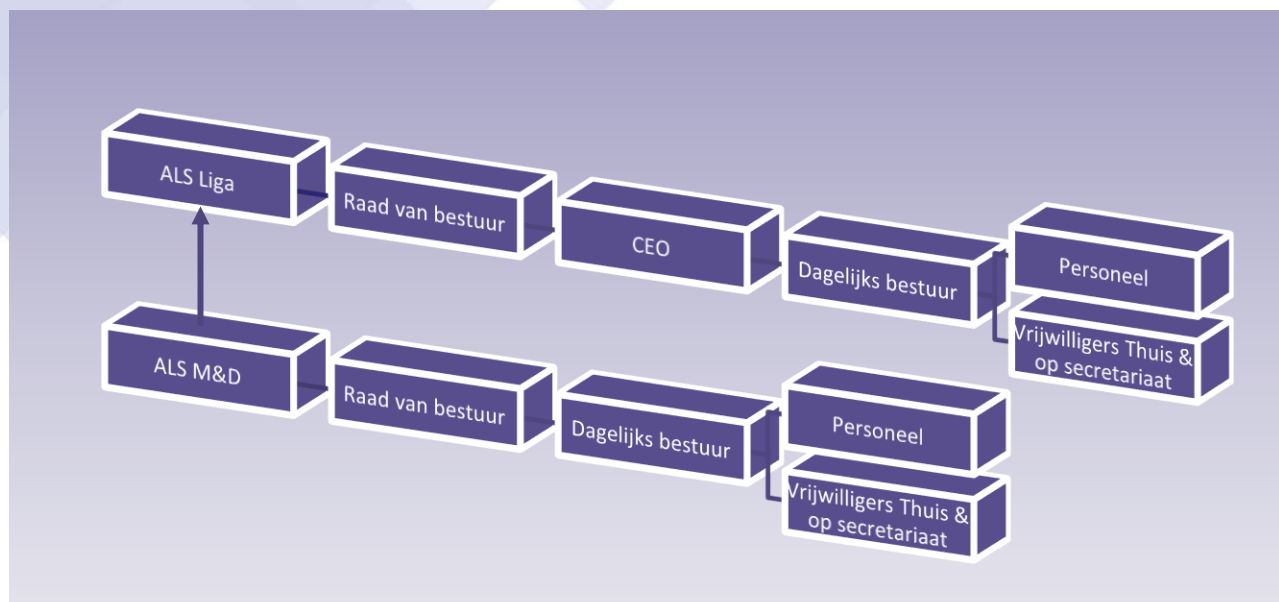 ALS Liga
Raad van bestuur
CEO
Dagelijks bestuur
Personeel
Vrijwilligers Thuis &
op secretariaat
ALS M&D
Raad van bestuur
Dagelijks bestuur
Personeel
Vrijwilligers Thuis &
op secretariaat